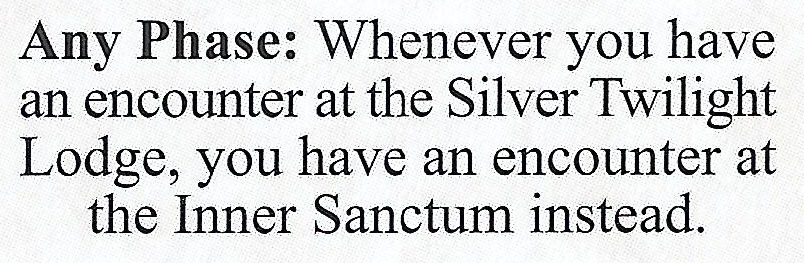 Any Phase: Whenever you have
an encounter at the Silver Twilight
Lodge, you have an encounter at
the Inner Sanctum instead.